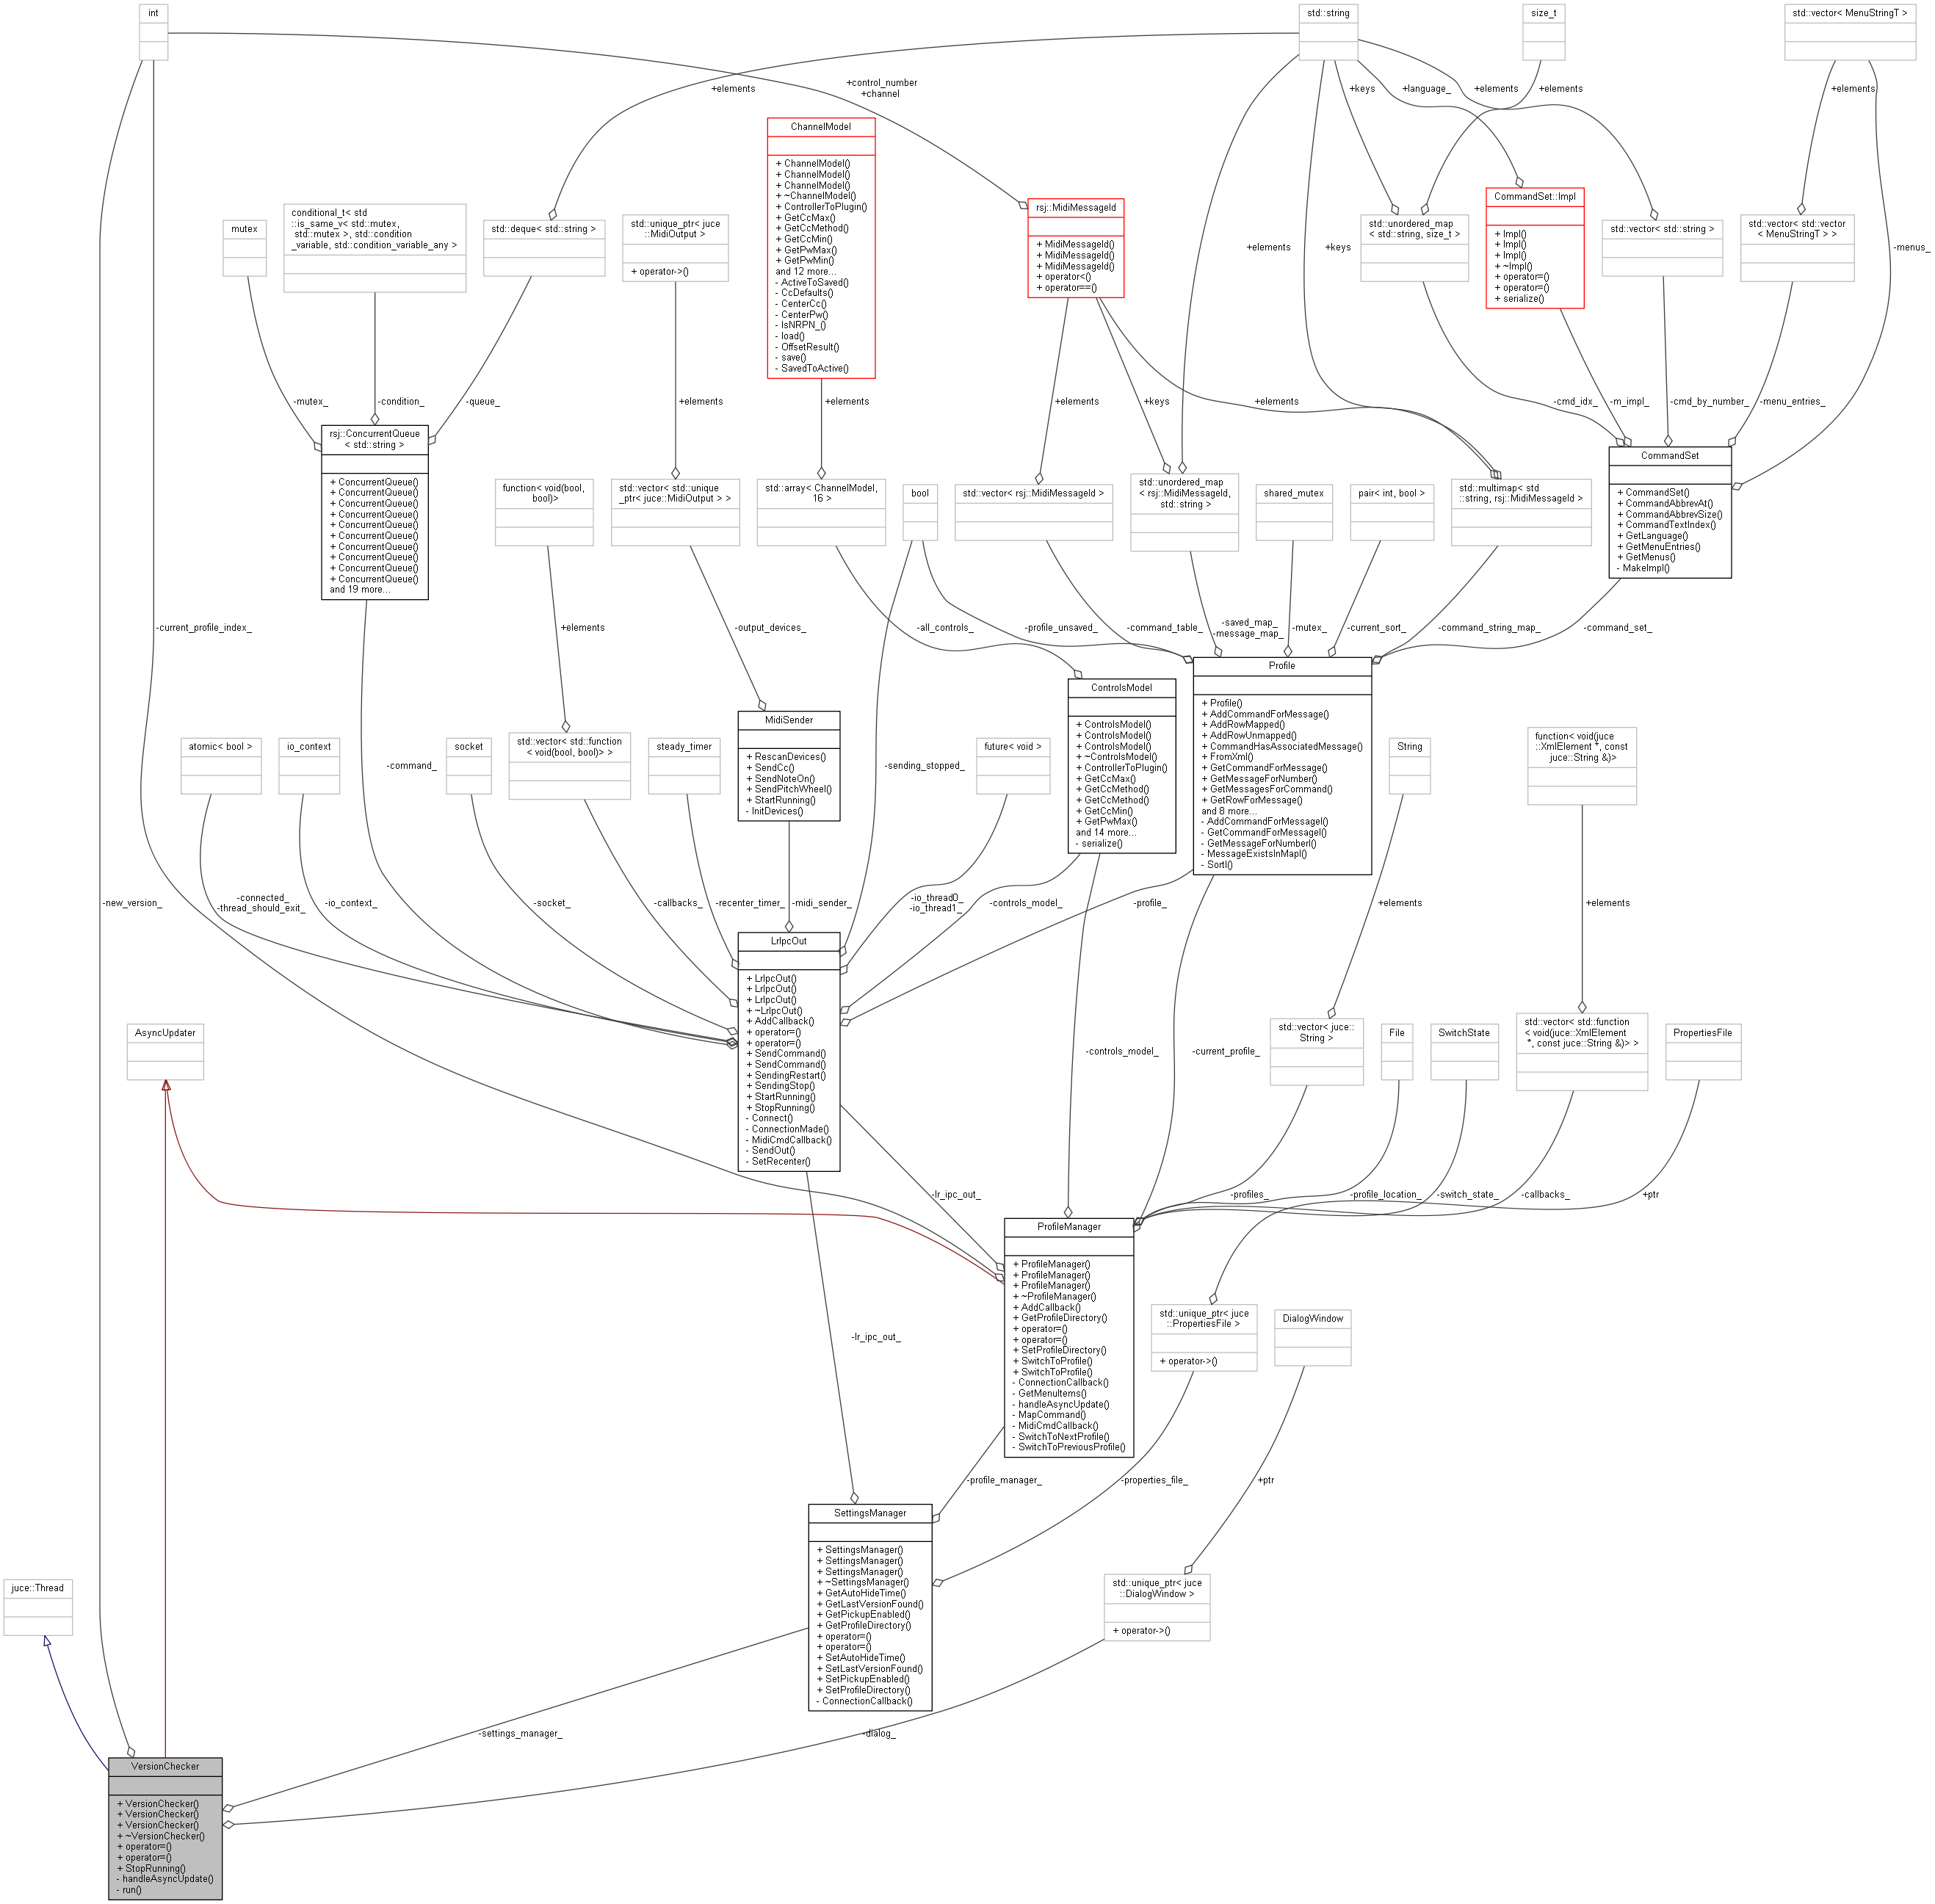 int
std::string
size_t
std::vector< MenuStringT >
+control_number
+channel
+elements
+keys
+language_
+elements
+elements
+elements
ChannelModel
+ ChannelModel()
+ ChannelModel()
+ ChannelModel()
+ ~ChannelModel()
+ ControllerToPlugin()
+ GetCcMax()
+ GetCcMethod()
+ GetCcMin()
+ GetPwMax()
+ GetPwMin()
and 12 more...
- ActiveToSaved()
- CcDefaults()
- CenterCc()
- CenterPw()
- IsNRPN_()
- load()
- OffsetResult()
- save()
- SavedToActive()
rsj::MidiMessageId
+ MidiMessageId()
+ MidiMessageId()
+ MidiMessageId()
+ operator<()
+ operator==()
CommandSet::Impl
+ Impl()
+ Impl()
+ Impl()
+ ~Impl()
+ operator=()
+ operator=()
+ serialize()
mutex
conditional_t< std
::is_same_v< std::mutex,
std::mutex >, std::condition
_variable, std::condition_variable_any >
std::deque< std::string >
std::unique_ptr< juce
::MidiOutput >
+ operator->()
std::unordered_map
< std::string, size_t >
std::vector< std::string >
std::vector< std::vector
< MenuStringT > >
+elements
+keys
-menus_
-mutex_
-condition_
-queue_
+elements
+elements
+elements
+keys
+elements
-cmd_idx_
-m_impl_
-cmd_by_number_
-menu_entries_
rsj::ConcurrentQueue
< std::string >
+ ConcurrentQueue()
+ ConcurrentQueue()
+ ConcurrentQueue()
+ ConcurrentQueue()
+ ConcurrentQueue()
+ ConcurrentQueue()
+ ConcurrentQueue()
+ ConcurrentQueue()
+ ConcurrentQueue()
+ ConcurrentQueue()
and 19 more...
function< void(bool,
bool)>
std::vector< std::unique
_ptr< juce::MidiOutput > >
std::array< ChannelModel,
16 >
bool
std::vector< rsj::MidiMessageId >
std::unordered_map
< rsj::MidiMessageId,
std::string >
shared_mutex
pair< int, bool >
std::multimap< std
::string, rsj::MidiMessageId >
CommandSet
+ CommandSet()
+ CommandAbbrevAt()
+ CommandAbbrevSize()
+ CommandTextIndex()
+ GetLanguage()
+ GetMenuEntries()
+ GetMenus()
- MakeImpl()
-current_profile_index_
+elements
-output_devices_
-all_controls_
-profile_unsaved_
-command_table_
-saved_map_
-message_map_
-mutex_
-current_sort_
-command_string_map_
-command_set_
Profile
+ Profile()
+ AddCommandForMessage()
+ AddRowMapped()
+ AddRowUnmapped()
+ CommandHasAssociatedMessage()
+ FromXml()
+ GetCommandForMessage()
+ GetMessageForNumber()
+ GetMessagesForCommand()
+ GetRowForMessage()
and 8 more...
- AddCommandForMessageI()
- GetCommandForMessageI()
- GetMessageForNumberI()
- MessageExistsInMapI()
- SortI()
ControlsModel
+ ControlsModel()
+ ControlsModel()
+ ControlsModel()
+ ~ControlsModel()
+ ControllerToPlugin()
+ GetCcMax()
+ GetCcMethod()
+ GetCcMethod()
+ GetCcMin()
+ GetPwMax()
and 14 more...
- serialize()
MidiSender
+ RescanDevices()
+ SendCc()
+ SendNoteOn()
+ SendPitchWheel()
+ StartRunning()
- InitDevices()
atomic< bool >
io_context
-command_
socket
std::vector< std::function
< void(bool, bool)> >
steady_timer
-sending_stopped_
future< void >
String
function< void(juce
::XmlElement *, const
juce::String &)>
-new_version_
-connected_
-thread_should_exit_
-io_context_
-socket_
-callbacks_
-recenter_timer_
-midi_sender_
-io_thread0_
-io_thread1_
-controls_model_
-profile_
+elements
+elements
LrIpcOut
+ LrIpcOut()
+ LrIpcOut()
+ LrIpcOut()
+ ~LrIpcOut()
+ AddCallback()
+ operator=()
+ operator=()
+ SendCommand()
+ SendCommand()
+ SendingRestart()
+ SendingStop()
+ StartRunning()
+ StopRunning()
- Connect()
- ConnectionMade()
- MidiCmdCallback()
- SendOut()
- SetRecenter()
AsyncUpdater
std::vector< juce::
String >
File
SwitchState
std::vector< std::function
< void(juce::XmlElement
*, const juce::String &)> >
PropertiesFile
-controls_model_
-current_profile_
-lr_ipc_out_
-profiles_
-profile_location_
-switch_state_
-callbacks_
+ptr
ProfileManager
+ ProfileManager()
+ ProfileManager()
+ ProfileManager()
+ ~ProfileManager()
+ AddCallback()
+ GetProfileDirectory()
+ operator=()
+ operator=()
+ SetProfileDirectory()
+ SwitchToProfile()
+ SwitchToProfile()
- ConnectionCallback()
- GetMenuItems()
- handleAsyncUpdate()
- MapCommand()
- MidiCmdCallback()
- SwitchToNextProfile()
- SwitchToPreviousProfile()
std::unique_ptr< juce
::PropertiesFile >
+ operator->()
DialogWindow
-lr_ipc_out_
-profile_manager_
-properties_file_
+ptr
SettingsManager
+ SettingsManager()
+ SettingsManager()
+ SettingsManager()
+ ~SettingsManager()
+ GetAutoHideTime()
+ GetLastVersionFound()
+ GetPickupEnabled()
+ GetProfileDirectory()
+ operator=()
+ operator=()
+ SetAutoHideTime()
+ SetLastVersionFound()
+ SetPickupEnabled()
+ SetProfileDirectory()
- ConnectionCallback()
juce::Thread
std::unique_ptr< juce
::DialogWindow >
+ operator->()
-settings_manager_
-dialog_
VersionChecker
+ VersionChecker()
+ VersionChecker()
+ VersionChecker()
+ ~VersionChecker()
+ operator=()
+ operator=()
+ StopRunning()
- handleAsyncUpdate()
- run()